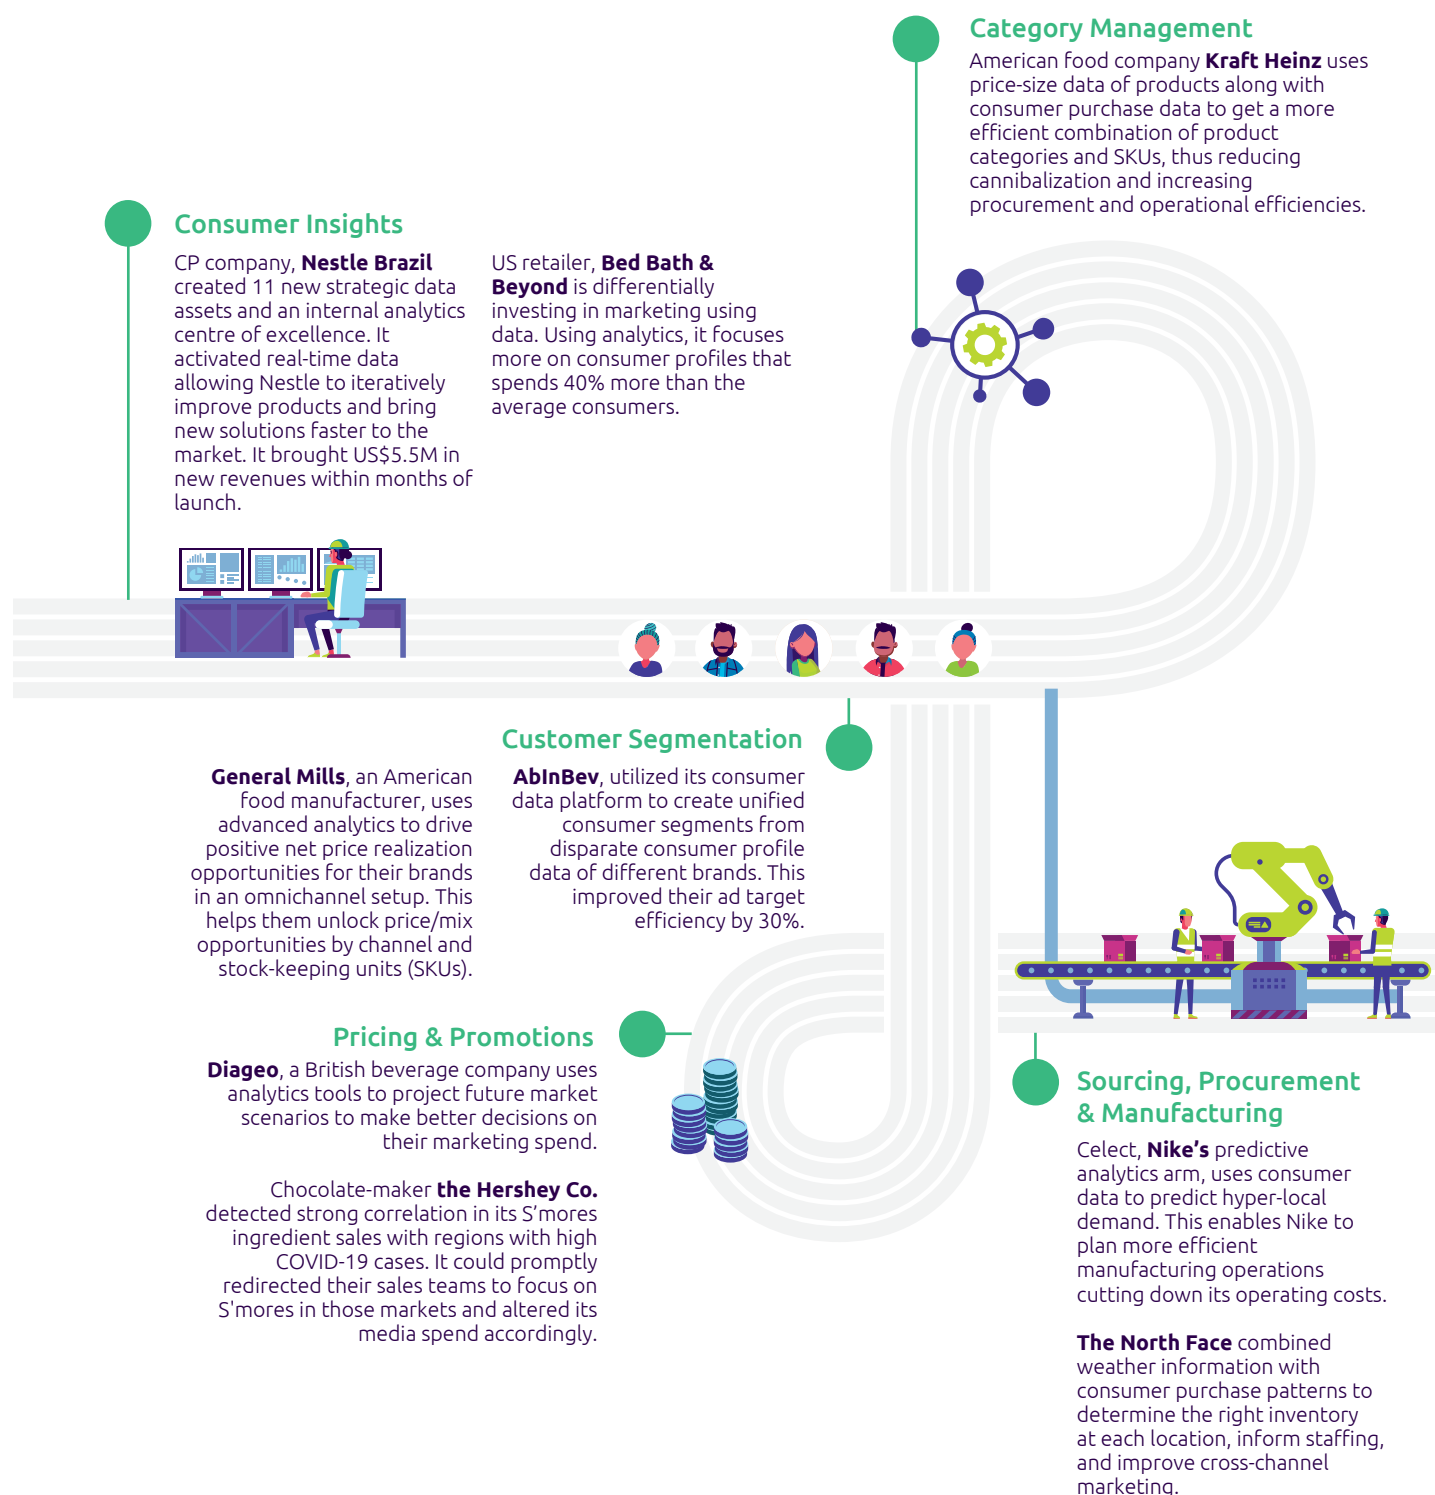 Category Management
American food company Kraft Heinz uses
price-size data of products along with
consumer purchase data to get a more
efficient combination of product
categories and SKUs, thus reducing
cannibalization and increasing
procurement and operational efficiencies.
Consumer Insights
CP company, Nestle Brazil
created 11 new strategic data
assets and an internal analytics
centre of excellence. It
activated real-time data
allowing Nestle to iteratively
improve products and bring
new solutions faster to the
market. It brought US$5.5M in
new revenues within months of
launch.
US retailer, Bed Bath &
Beyond is differentially
investing in marketing using
data. Using analytics, it focuses
more on consumer profiles that
spends 40% more than the
average consumers.
Customer Segmentation
General Mills, an American
food manufacturer, uses
advanced analytics to drive
positive net price realization
opportunities for their brands
in an omnichannel setup. This
helps them unlock price/mix
opportunities by channel and
stock-keeping units (SKUs).
AbInBev, utilized its consumer
data platform to create unified
consumer segments from
disparate consumer profile
data of different brands. This
improved their ad target
efficiency by 30%.
Pricing & Promotions
Diageo, a British beverage company uses
analytics tools to project future market
scenarios to make better decisions on
their marketing spend.
Chocolate-maker the Hershey Co.
detected strong correlation in its S’mores
ingredient sales with regions with high
COVID-19 cases. It could promptly
redirected their sales teams to focus on
S'mores in those markets and altered its
media spend accordingly.
Sourcing, Procurement
& Manufacturing
Celect, Nike’s predictive
analytics arm, uses consumer
data to predict hyper-local
demand. This enables Nike to
plan more efficient
manufacturing operations
cutting down its operating costs.
The North Face combined
weather information with
consumer purchase patterns to
determine the right inventory
at each location, inform staffing,
and improve cross-channel
marketing.